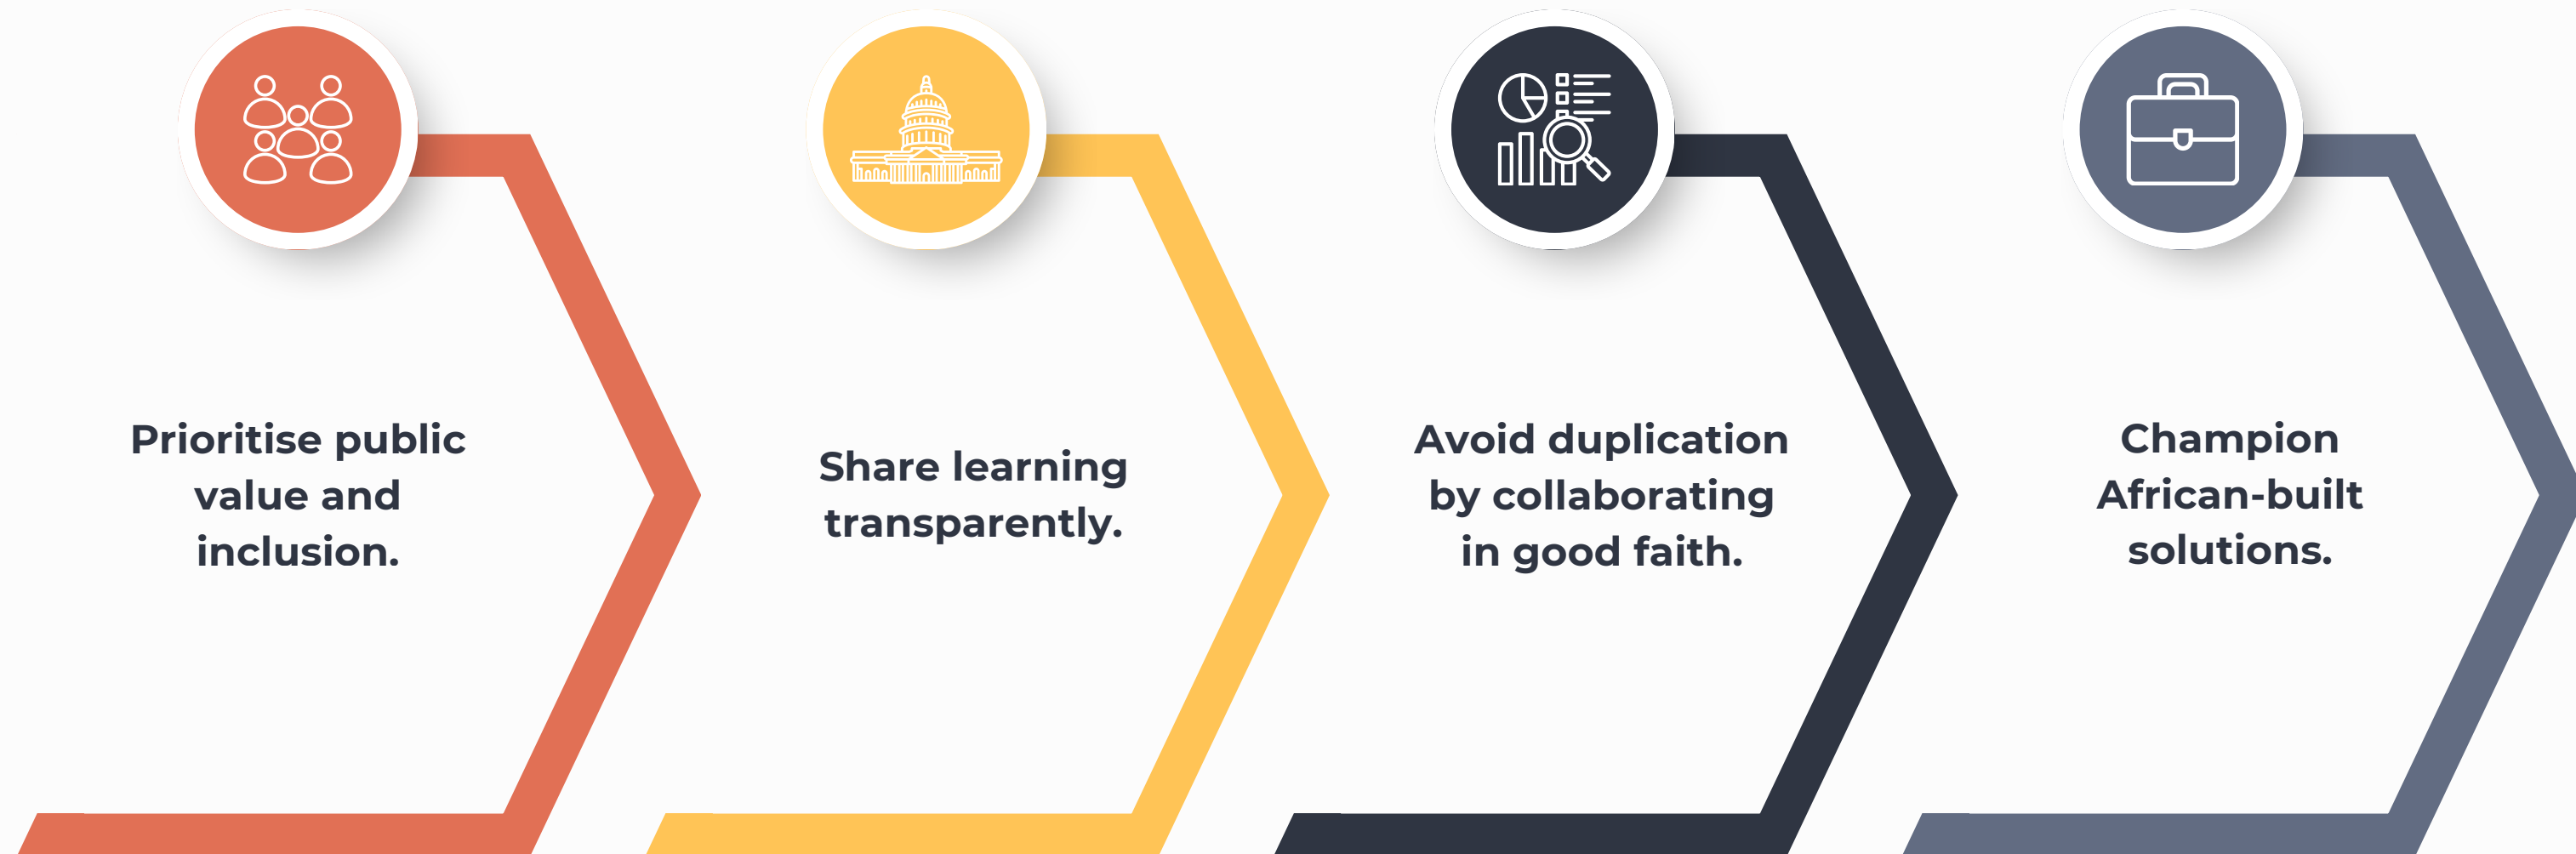 Prioritise public
value and
inclusion.
Share learning
transparently.
Avoid duplication
by collaborating
in good faith.
Champion
African-built
solutions.